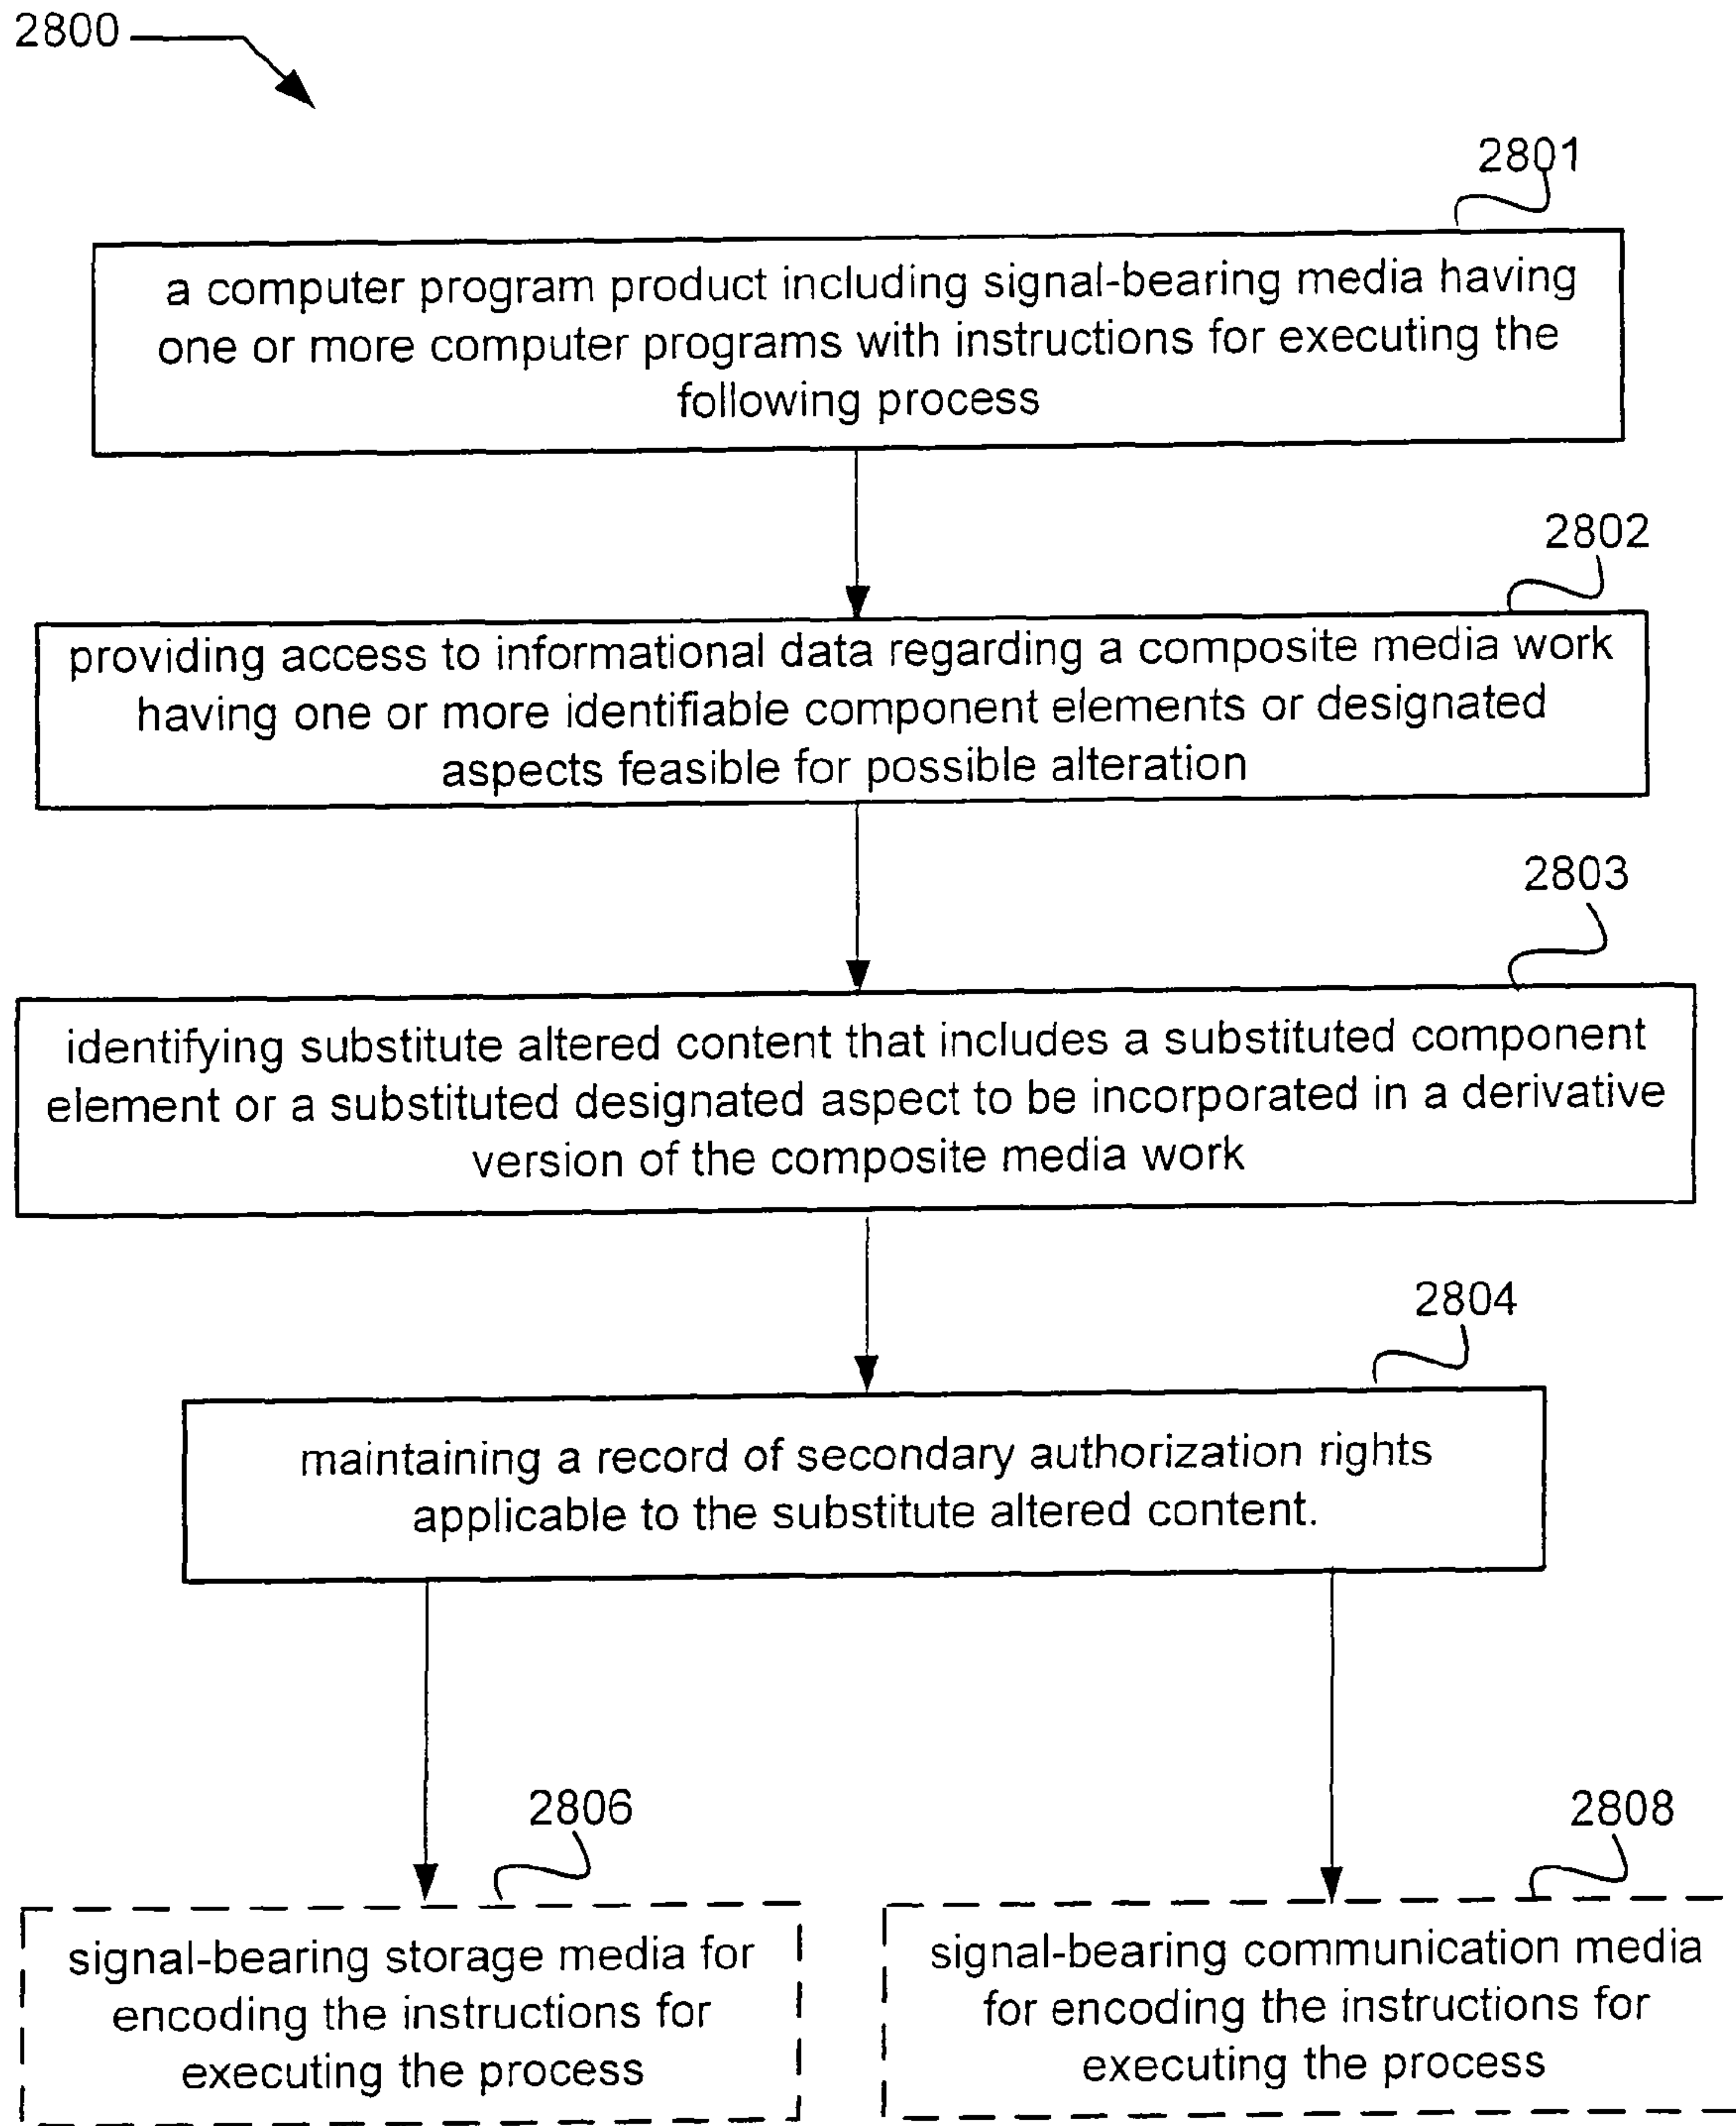 2800
2801
a computer program product including signal-bearing media having
one or more computer programs with instructions for executing the
following process
2802
providing access to informational data regarding a composite media work
having one or more identifiable component elements or designated
aspects feasible for possible alteration
2803
identifying substitute altered content that includes a substituted component
element or a substituted designated aspect to be incorporated in a derivative
version of the composite media work
2804
maintaining a record of secondary authorization rights
applicable to the substitute altered content.
2806
signal-bearing storage media for
encoding the instructions for
executing the process
2808
signal-bearing communication media
for encoding the instructions for
executing the process